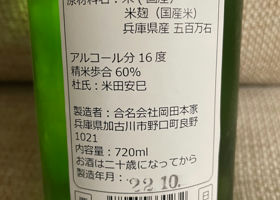 原材料名：米（国産）
米麹（国産米）
兵庫県産 五百万石
アルコール分16度
精米歩合60%
杜氏：米田安巳
製造者：合名会社岡田本家
兵庫県加古川市野口町良野
1021
内容量：720ml
お酒は二十歳になってから
製造年月：22.10.